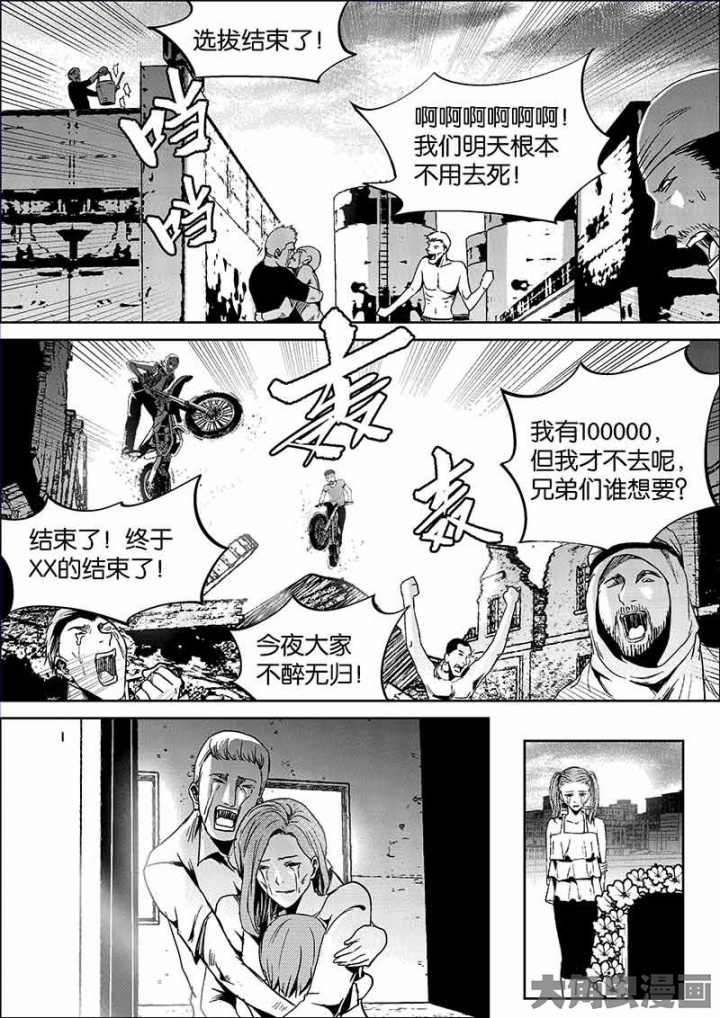 选拔结束了！
啊啊啊啊啊啊！
我们明天根本
不用去死！
当
当
轰
轰
我有100000，
但我才不去呢，
兄弟们谁想要？
结束了！终于
XX的结束了！
今夜大家
不醉无归！
大角虫漫画